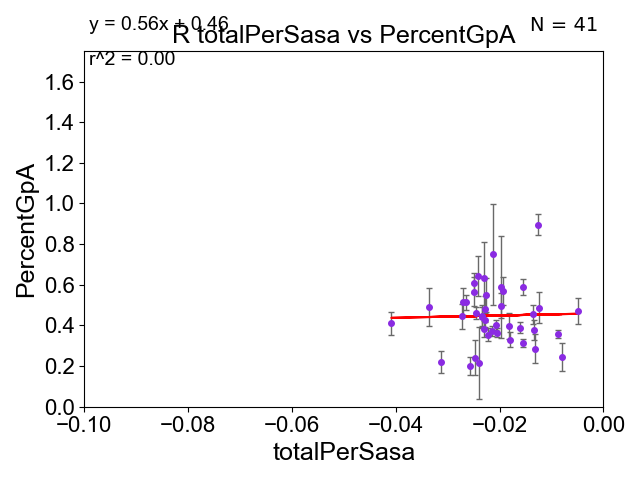 y = 0.56x + 0.46
N = 41
R totalPerSasa vs PercentGpA
r^2 = 0.00
PercentGpA
1.6
1.4
1.2
1.0
0.8
0.6
0.4
0.2
0.0
−0.10 −0.08 −0.06 −0.04 −0.02 0.00
totalPerSasa